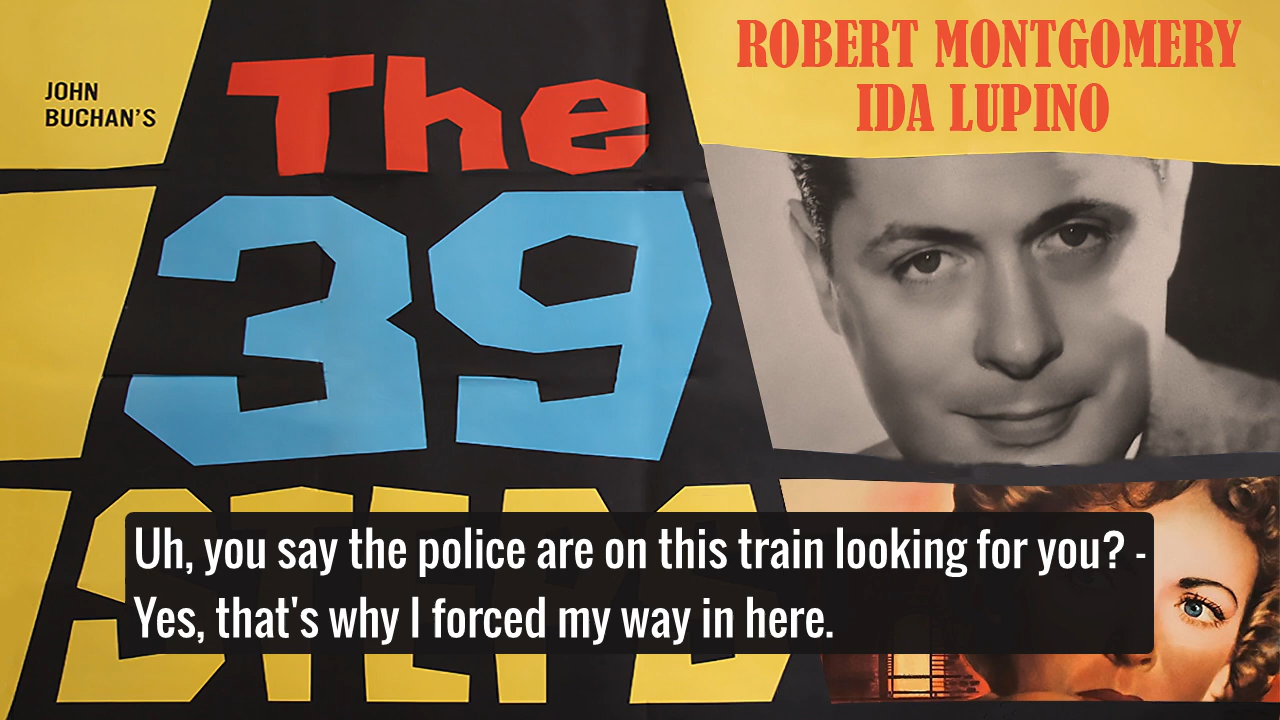 JOHN
BUCHAN'S
The
39
STEPS
ROBERT MONTGOMERY
IDA LUPINO
Uh, you say the police are on this train looking for you? -
Yes, that's why I forced my way in here.